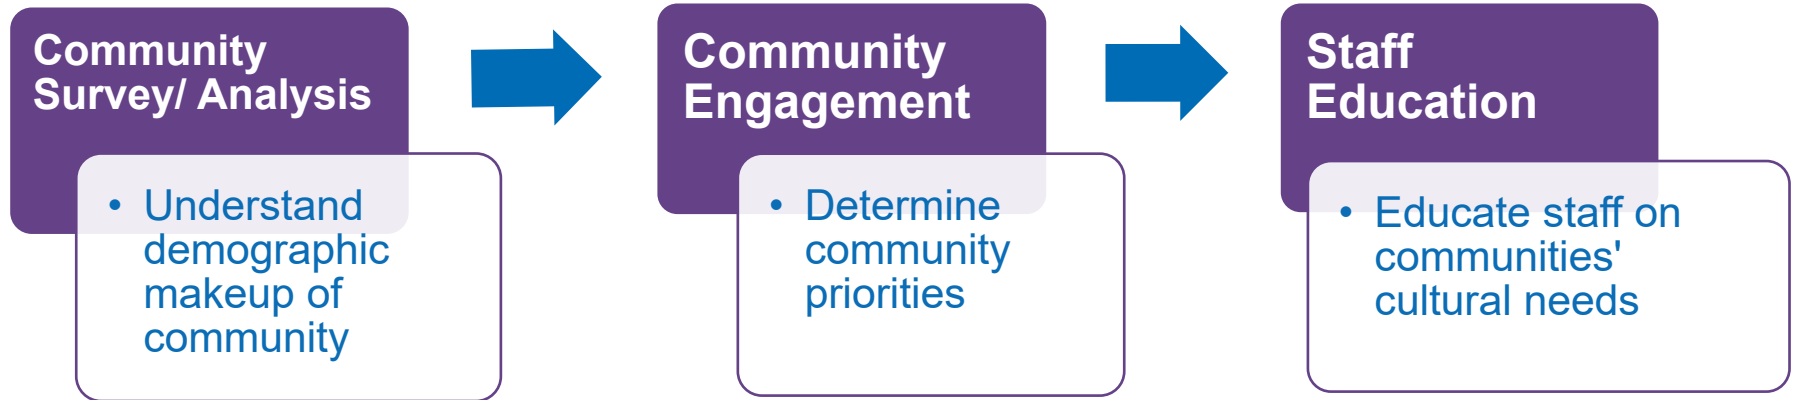 Community
Survey/ Analysis
• Understand
demographic
makeup of
community
Community
Engagement
• Determine
community
priorities
Staff
Education
• Educate staff on
communities'
cultural needs